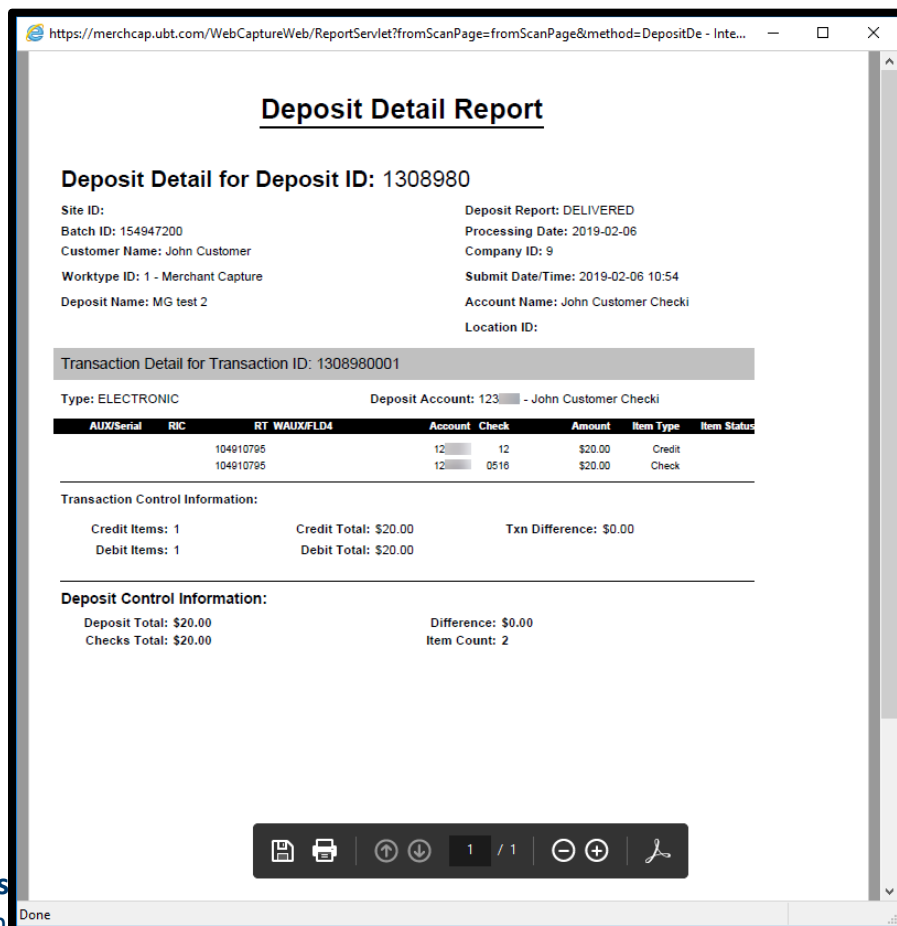 https://merchcap.ubt.com/WebCaptureWeb/ReportServlet?fromScanPage=fromScanPage&method=DepositDe - Inte...
Deposit Detail Report
Deposit Detail for Deposit ID: 1308980
Site ID:
Deposit Report: DELIVERED
Batch ID: 154947200
Processing Date: 2019-02-06
Customer Name: John Customer
Company ID: 9
Worktype ID: 1 - Merchant Capture
Submit Date/Time: 2019-02-06 10:54
Deposit Name: MG test 2
Account Name: John Customer Checki
Location ID:
Transaction Detail for Transaction ID: 1308980001
Type: ELECTRONIC Deposit Account: 123 - John Customer Checki
AUX/Serial RIC RT WAUX/FLD4 Account Check Amount Item Type Item Status
104910795 12 12 $20.00 Credit
104910795 12 0516 $20.00 Check
Transaction Control Information:
Credit Items: 1 Credit Total: $20.00 Txn Difference: $0.00
Debit Items: 1 Debit Total: $20.00
Deposit Control Information:
Deposit Total: $20.00 Difference: $0.00
Checks Total: $20.00 Item Count: 2
1 / 1
s
Done